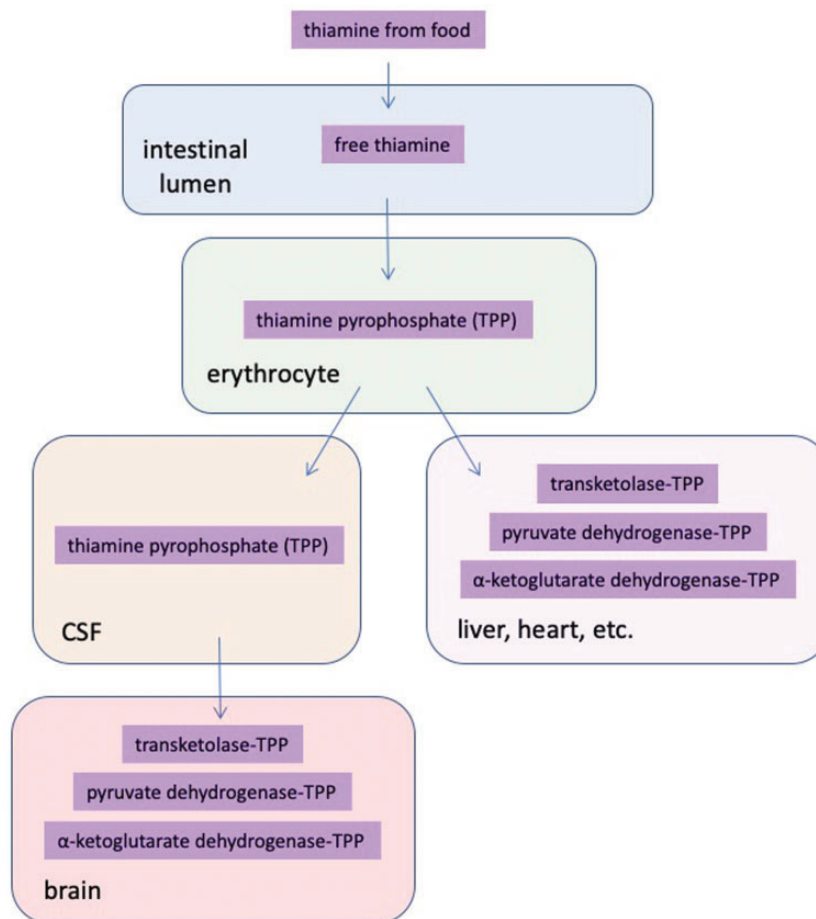 thiamine from food
free thiamine
intestinal
lumen
thiamine pyrophosphate (TPP)
erythrocyte
thiamine pyrophosphate (TPP)
CSF
transketolase-TPP
pyruvate dehydrogenase-TPP
α-ketoglutarate dehydrogenase-TPP
liver, heart, etc.
transketolase-TPP
pyruvate dehydrogenase-TPP
α-ketoglutarate dehydrogenase-TPP
brain